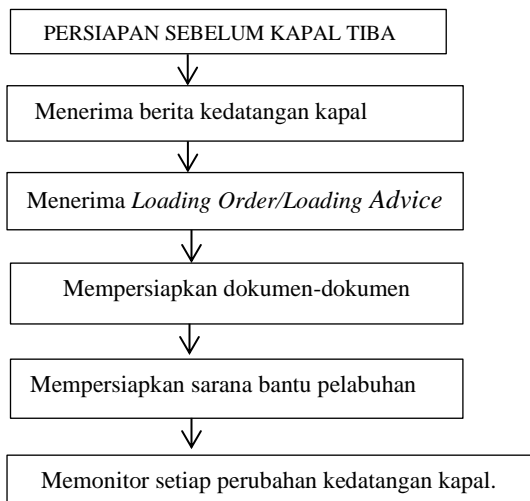 PERSIAPAN SEBELUM KAPAL TIBA
Menerima berita kedatangan kapal
Menerima Loading Order/Loading Advice
Mempersiapkan dokumen-dokumen
Mempersiapkan sarana bantu pelabuhan
Memonitor setiap perubahan kedatangan kapal.